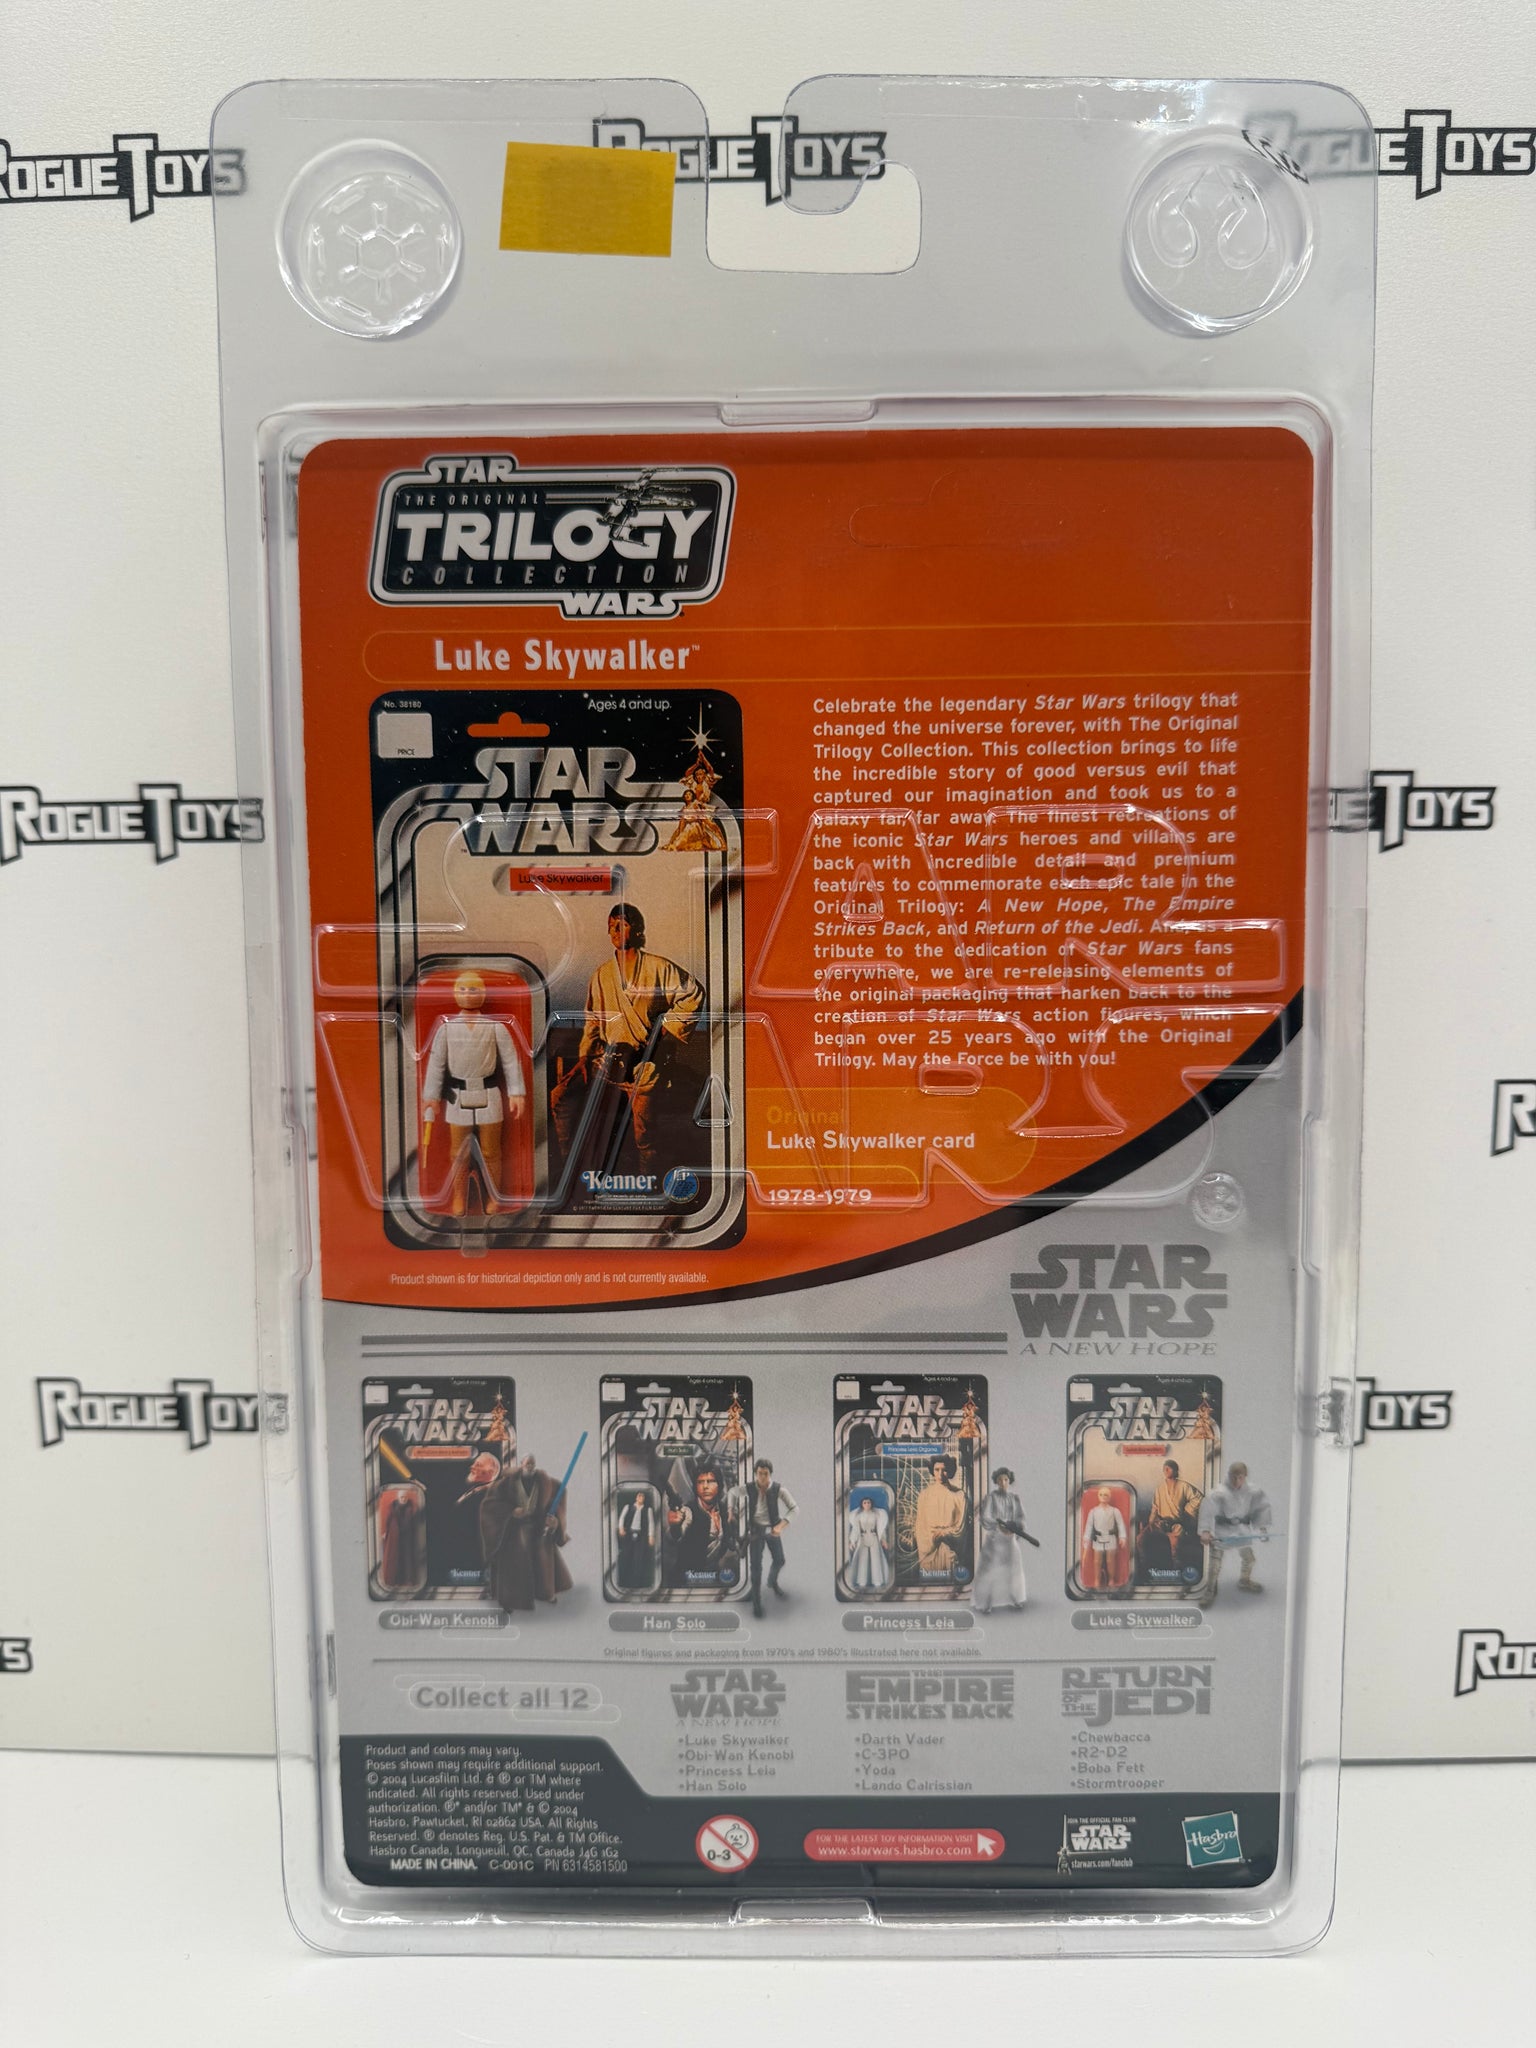 ROGUE TOYS
STAR
THE ORIGINAL
TRILOGY
COLLECTION
WARS
Luke Skywalker™
No. 38180
PRICE
Ages 4 and up.
STAR
WARS
Luke Skywalker
Kenner
Celebrate the legendary Star Wars trilogy that
changed the universe forever, with The Original
Trilogy Collection. This collection brings to life
the incredible story of good versus evil that
captured our imagination and took us to a
galaxy far, far away. The finest recreations of
the iconic Star Wars heroes and villains are
back with incredible detail and premium
features to commemorate each epic tale in the
Original Trilogy: A New Hope, The Empire
Strikes Back, and Return of the Jedi. And, as a
tribute to the dedication of Star Wars fans
everywhere, we are re-releasing elements of
the original packaging that harken back to the
creation of Star Wars action figures, which
began over 25 years ago with the Original
Trilogy. May the Force be with you!
Original
Luke Skywalker card
1978-1979
Product shown is for historical depiction only and is not currently available.
STAR WARS
STAR
WARS
A NEW HOPE
Obi-Wan Kenobi
Han Solo
Princess Leia
Luke Skywalker
Original figures and packaging from 1970's and 1980's illustrated here not available.
Collect all 12
STAR
WARS
A NEW HOPE
•Luke Skywalker
•Obi-Wan Kenobi
•Princess Leia
•Han Solo
THE
EMPIRE
STRIKES BACK
•Darth Vader
•C-3PO
•Yoda
•Lando Calrissian
RETURN
OF THE JEDI
•Chewbacca
•R2-D2
•Boba Fett
•Stormtrooper
Product and colors may vary.
Poses shown may require additional support.
© 2004 Lucasfilm Ltd. & ® or TM where
indicated. All rights reserved. Used under
authorization. ®* and/or TM* & © 2004
Hasbro, Pawtucket, RI 02862 USA. All Rights
Reserved. ® denotes Reg. U.S. Pat. & TM Office.
Hasbro Canada, Longueuil, QC, Canada J4G 1G2
MADE IN CHINA. C-001C PN 6314581500
0-3
FOR THE LATEST TOY INFORMATION VISIT
www.starwars.hasbro.com
JOIN THE OFFICIAL FAN CLUB
STAR
WARS
starwars.com/fanclub
Hasbro